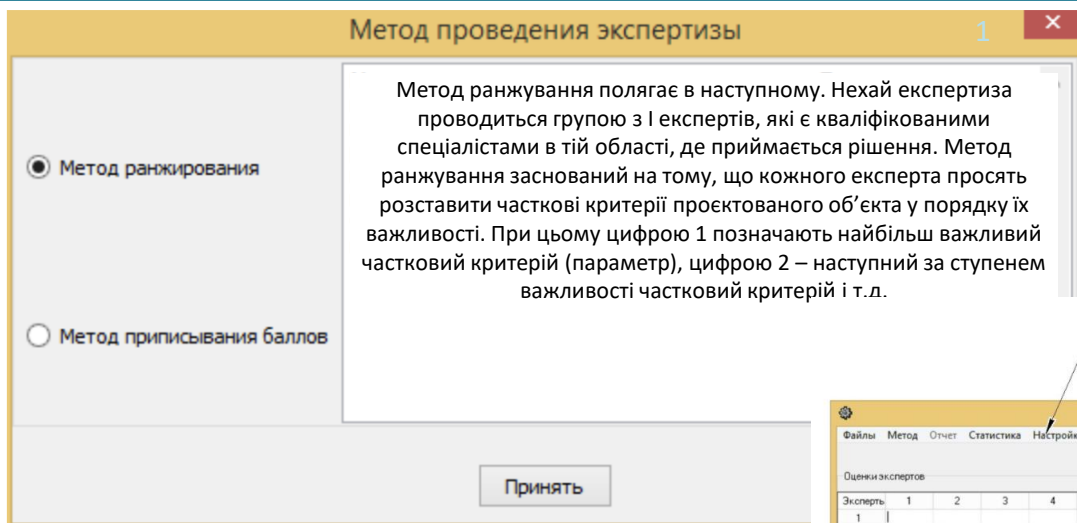 Метод проведения экспертизы
1
Метод ранжирования
Метод ранжування полягає в наступному. Нехай експертиза
проводиться групою з І експертів, які є кваліфікованими
спеціалістами в тій області, де приймається рішення. Метод
ранжування заснований на тому, що кожного експерта просять
розставити часткові критерії проєктованого об’єкта у порядку їх
важливості. При цьому цифрою 1 позначають найбільш важливий
частковий критерій (параметр), цифрою 2 – наступний за ступенем
важливості частковий критерій і т.д.
Метод приписывания баллов
Принять
Файлы Метод Отчет Статистика Настройк
Оценки экспертов
Эксперть 1 2 3 4
1